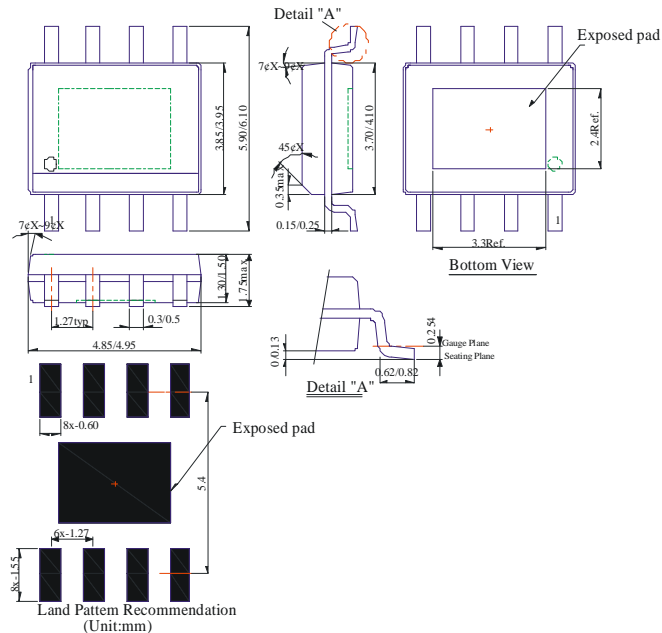 Detail "A"
7¢X~9¢X
3.85/3.95
5.90/6.10
45¢X
0.35max
3.70/4.10
0.15/0.25
Exposed pad
2.4Ref.
1
3.3Ref.
Bottom View
1
7¢X~9¢X
1.30/1.50
1.75max
1.27typ
0.3/0.5
4.85/4.95
0.254
Gauge Plane
Seating Plane
0/0.13
0.62/0.82
Detail "A"
1
8x-0.60
Exposed pad
5.4
6x-1.27
8x-1.55
Land Pattem Recommendation
(Unit:mm)